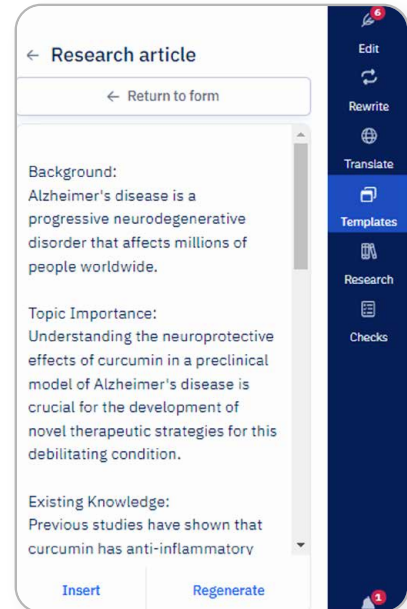 ← Research article
← Return to form
Background:
Alzheimer's disease is a
progressive neurodegenerative
disorder that affects millions of
people worldwide.
Topic Importance:
Understanding the neuroprotective
effects of curcumin in a preclinical
model of Alzheimer's disease is
crucial for the development of
novel therapeutic strategies for this
debilitating condition.
Existing Knowledge:
Previous studies have shown that
curcumin has anti-inflammatory
Insert
Regenerate
6
Edit
Rewrite
Translate
Templates
Research
Checks
1